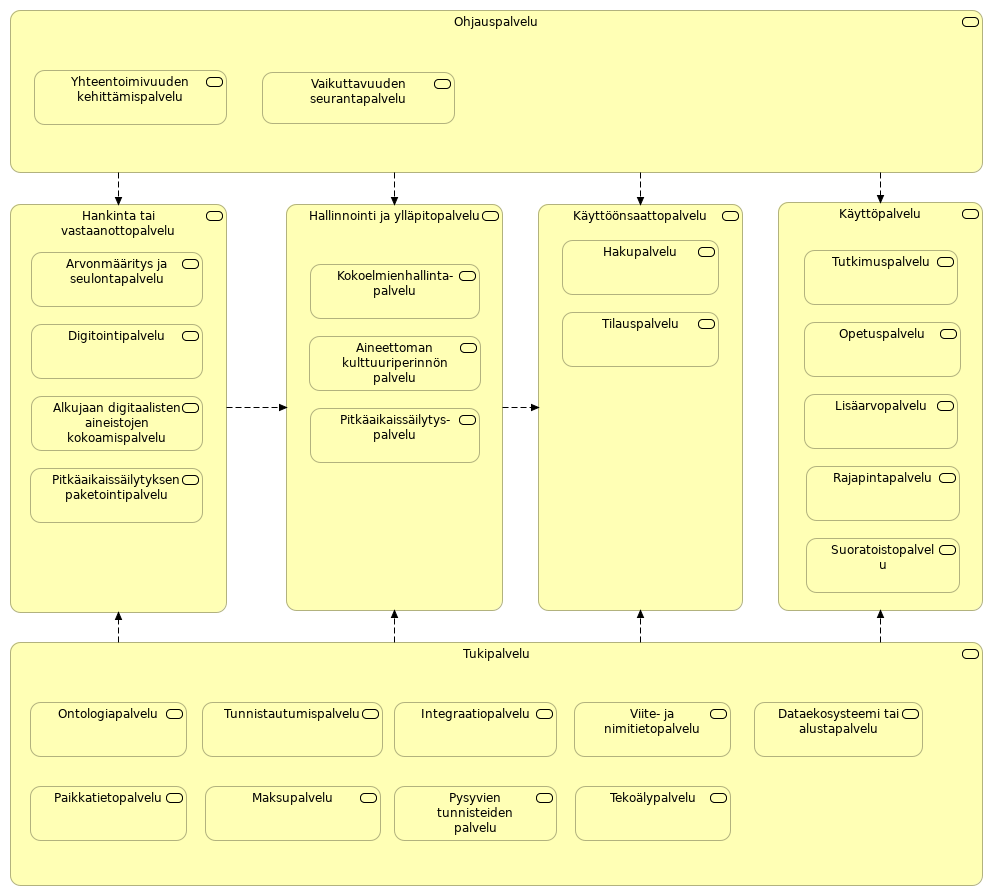 Ohjauspalvelu
Yhteentoimivuuden
kehittämispalvelu
Vaikuttavuuden
seurantapalvelu
Hankinta tai
vastaanottopalvelu
Arvonmääritys ja
seulontapalvelu
Digitointipalvelu
Alkujaan digitaalisten
aineistojen
kokoamispalvelu
Pitkäaikaissäilytyksen
paketointipalvelu
Hallinnointi ja ylläpitopalvelu
Kokoelmienhallinta-
palvelu
Aineettoman
kulttuuriperinnön
palvelu
Pitkäaikaissäilytys-
palvelu
Käyttöönsaattopalvelu
Hakupalvelu
Tilauspalvelu
Käyttöpalvelu
Tutkimuspalvelu
Opetuspalvelu
Lisäarvopalvelu
Rajapintapalvelu
Suoratoistopalvel
u
Tukipalvelu
Ontologiapalvelu
Tunnistautumispalvelu
Integraatiopalvelu
Viite- ja
nimitietopalvelu
Dataekosysteemi tai
alustapalvelu
Paikkatietopalvelu
Maksupalvelu
Pysyvien
tunnisteiden
palvelu
Tekoälypalvelu